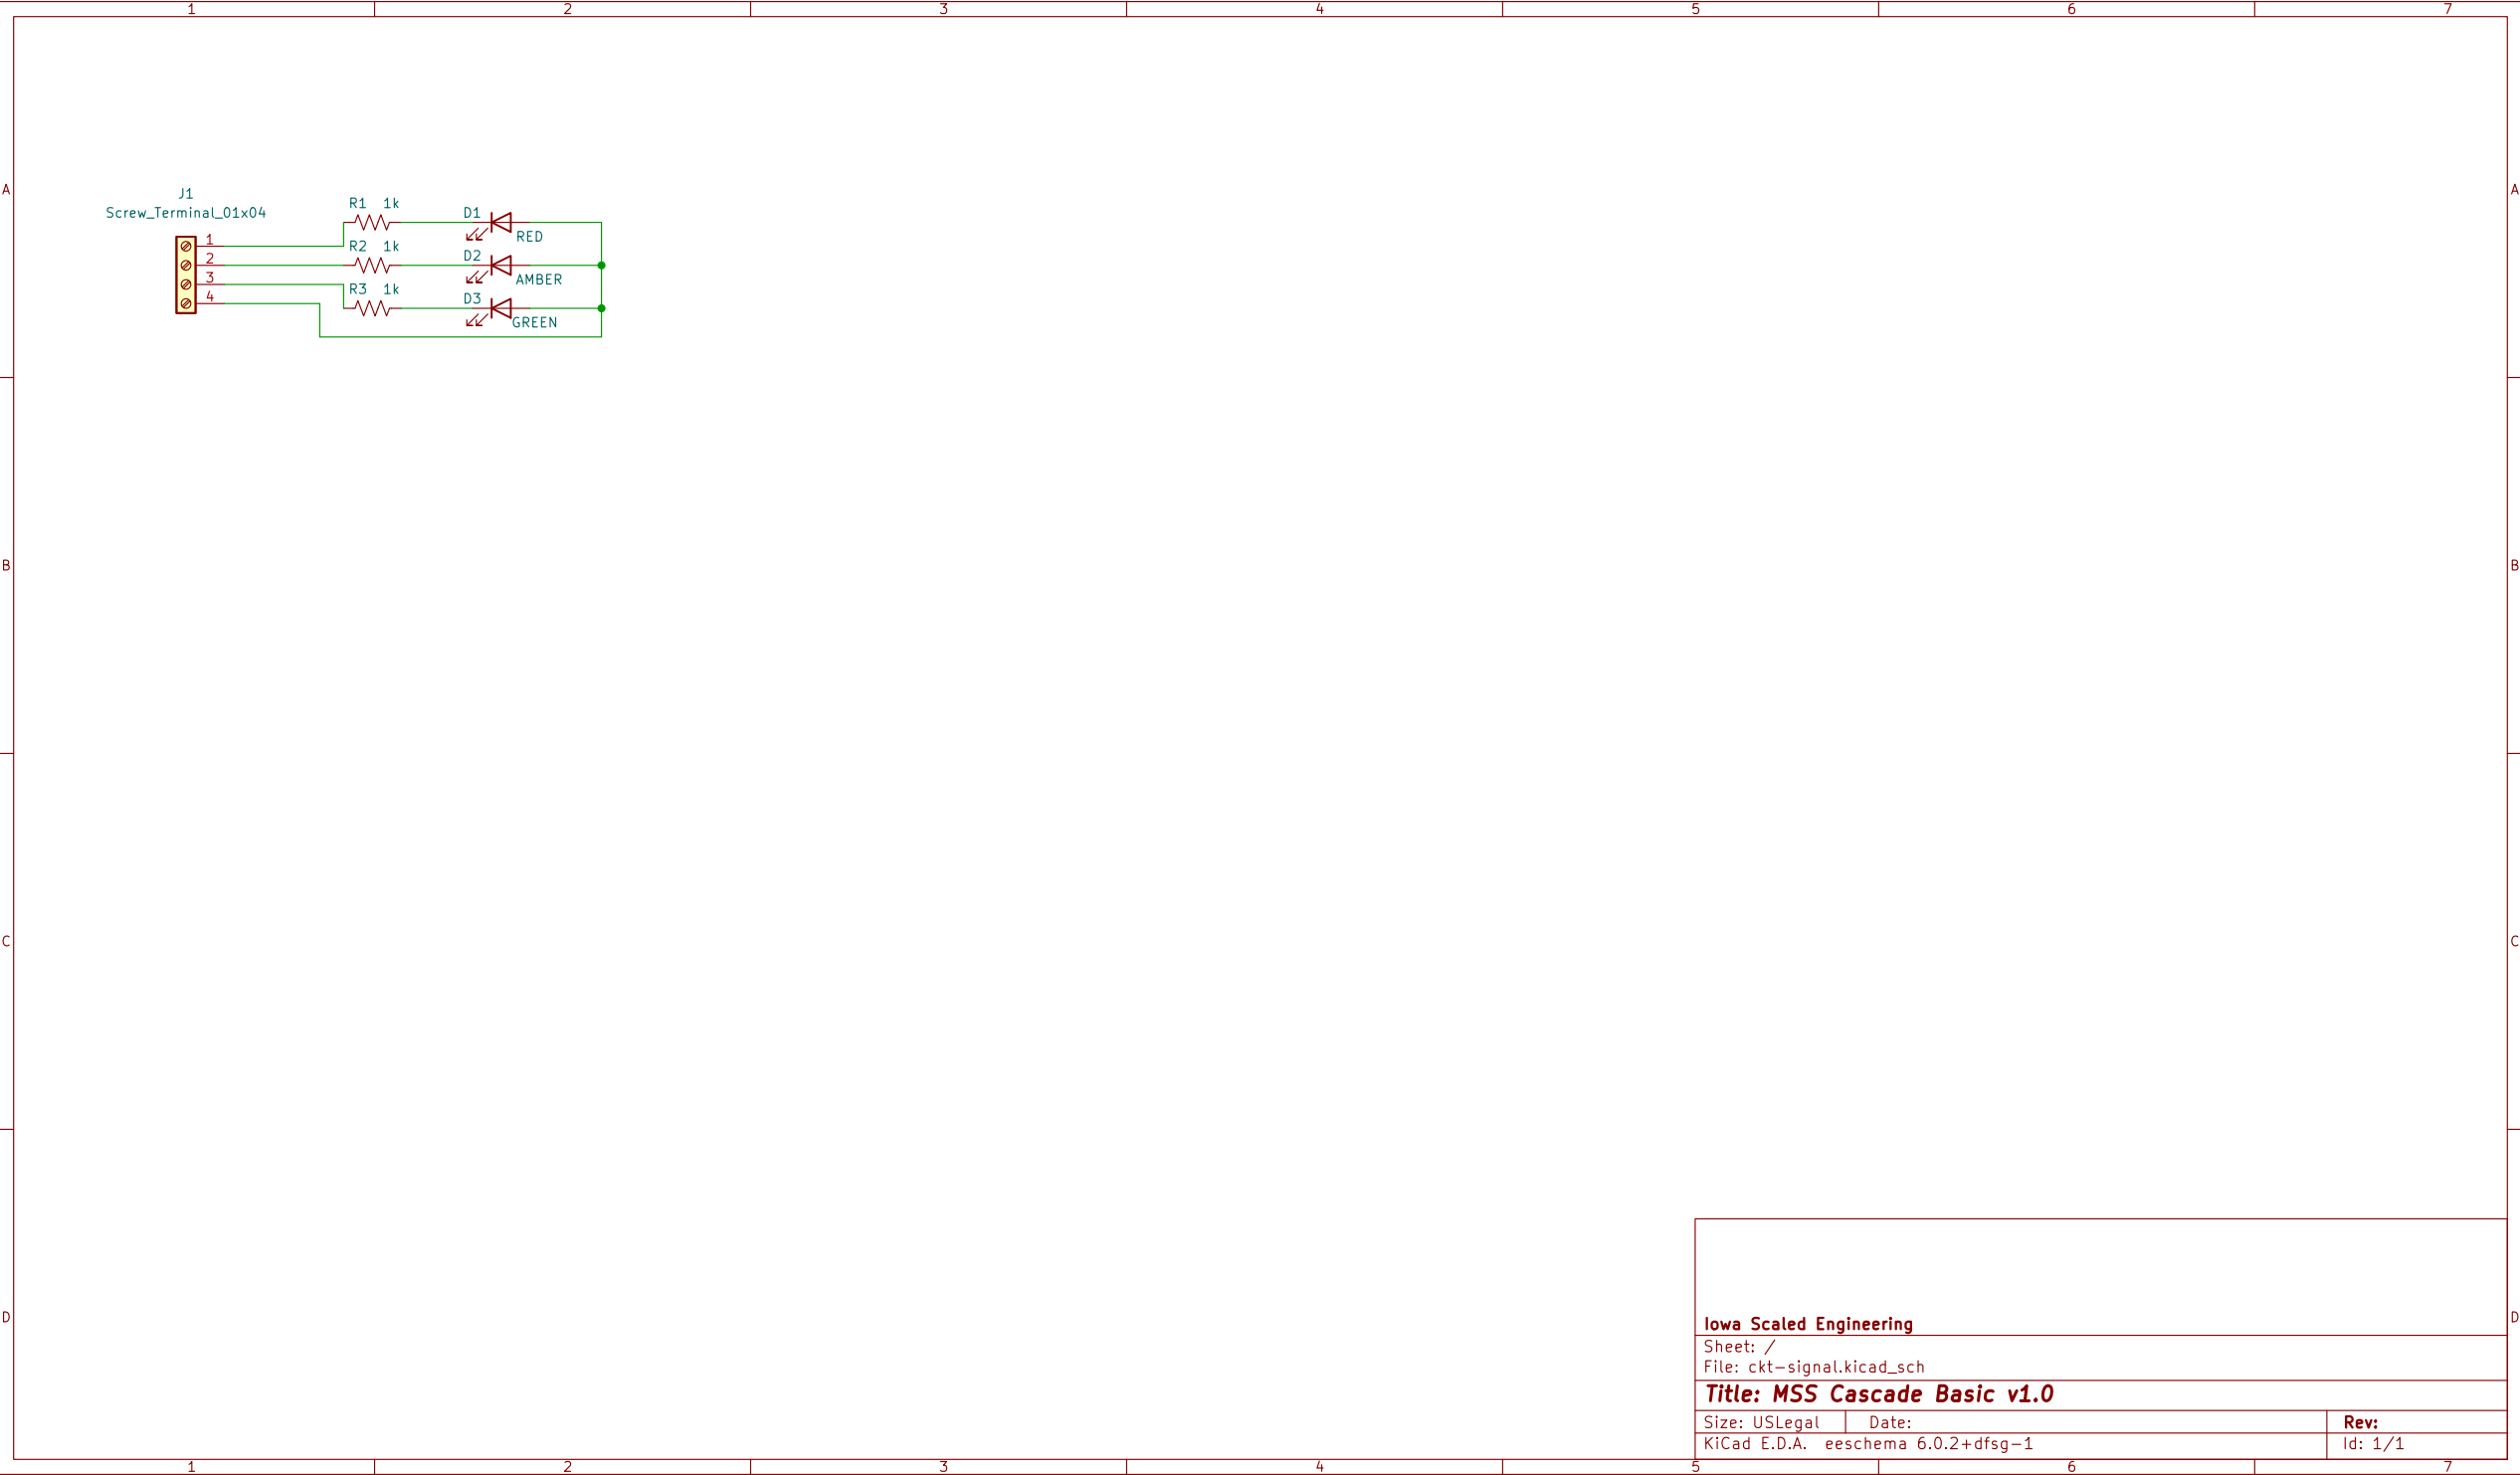 1 2 3 4 5 6 7
A A
J1
Screw_Terminal_01x04
R1 1k
D1
RED
1
R2 1k
D2
2
AMBER
3
R3 1k
D3
4
GREEN
B B
C C
D D
Iowa Scaled Engineering
Sheet: /
File: ckt-signal.kicad_sch
Title: MSS Cascade Basic v1.0
Size: USLegal Date: Rev:
KiCad E.D.A. eeschema 6.0.2+dfsg-1 Id: 1/1
1 2 3 4 5 6 7